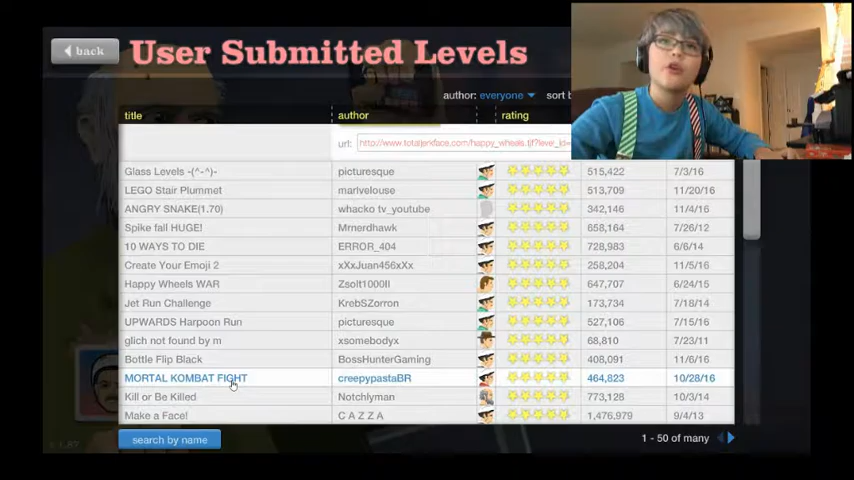 back
User Submitted Levels
author: everyone sort b
title author rating
url: http://www.totaljerkface.com/happy_wheels.tjf?level_id=
Glass Levels -(^-^)- picturesque 515,422 7/3/16
LEGO Stair Plummet marlvelouse 513,709 11/20/16
ANGRY SNAKE(1.70) whacko tv_youtube 342,146 11/4/16
Spike fall HUGE! Mrnerdhawk 658,164 7/26/12
10 WAYS TO DIE ERROR_404 728,983 6/6/14
Create Your Emoji 2 xXxJuan456xXx 258,204 11/5/16
Happy Wheels WAR Zsolt1000II 647,707 6/24/15
Jet Run Challenge KrebSZorron 173,734 7/18/14
UPWARDS Harpoon Run picturesque 527,106 7/15/16
glich not found by m xsomebodyx 68,810 7/23/11
Bottle Flip Black BossHunterGaming 408,091 11/6/16
MORTAL KOMBAT FIGHT creepypastaBR 464,823 10/28/16
Kill or Be Killed Notchlyman 773,128 10/3/14
Make a Face! C A Z Z A 1,476,979 9/4/13
search by name 1 - 50 of many